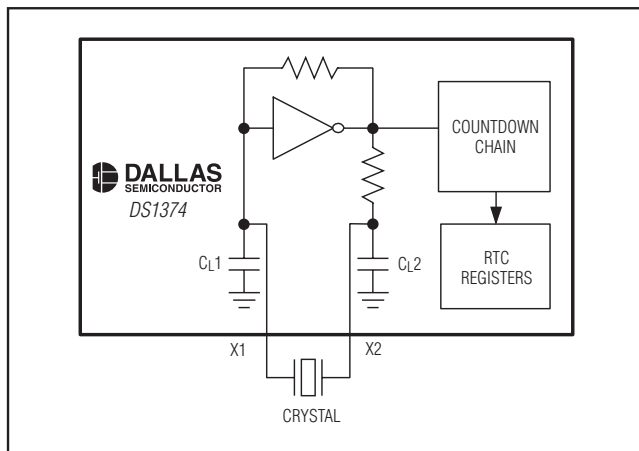 DALLAS
SEMICONDUCTOR
DS1374
COUNTDOWN
CHAIN
RTC
REGISTERS
CL1
CL2
X1
X2
CRYSTAL